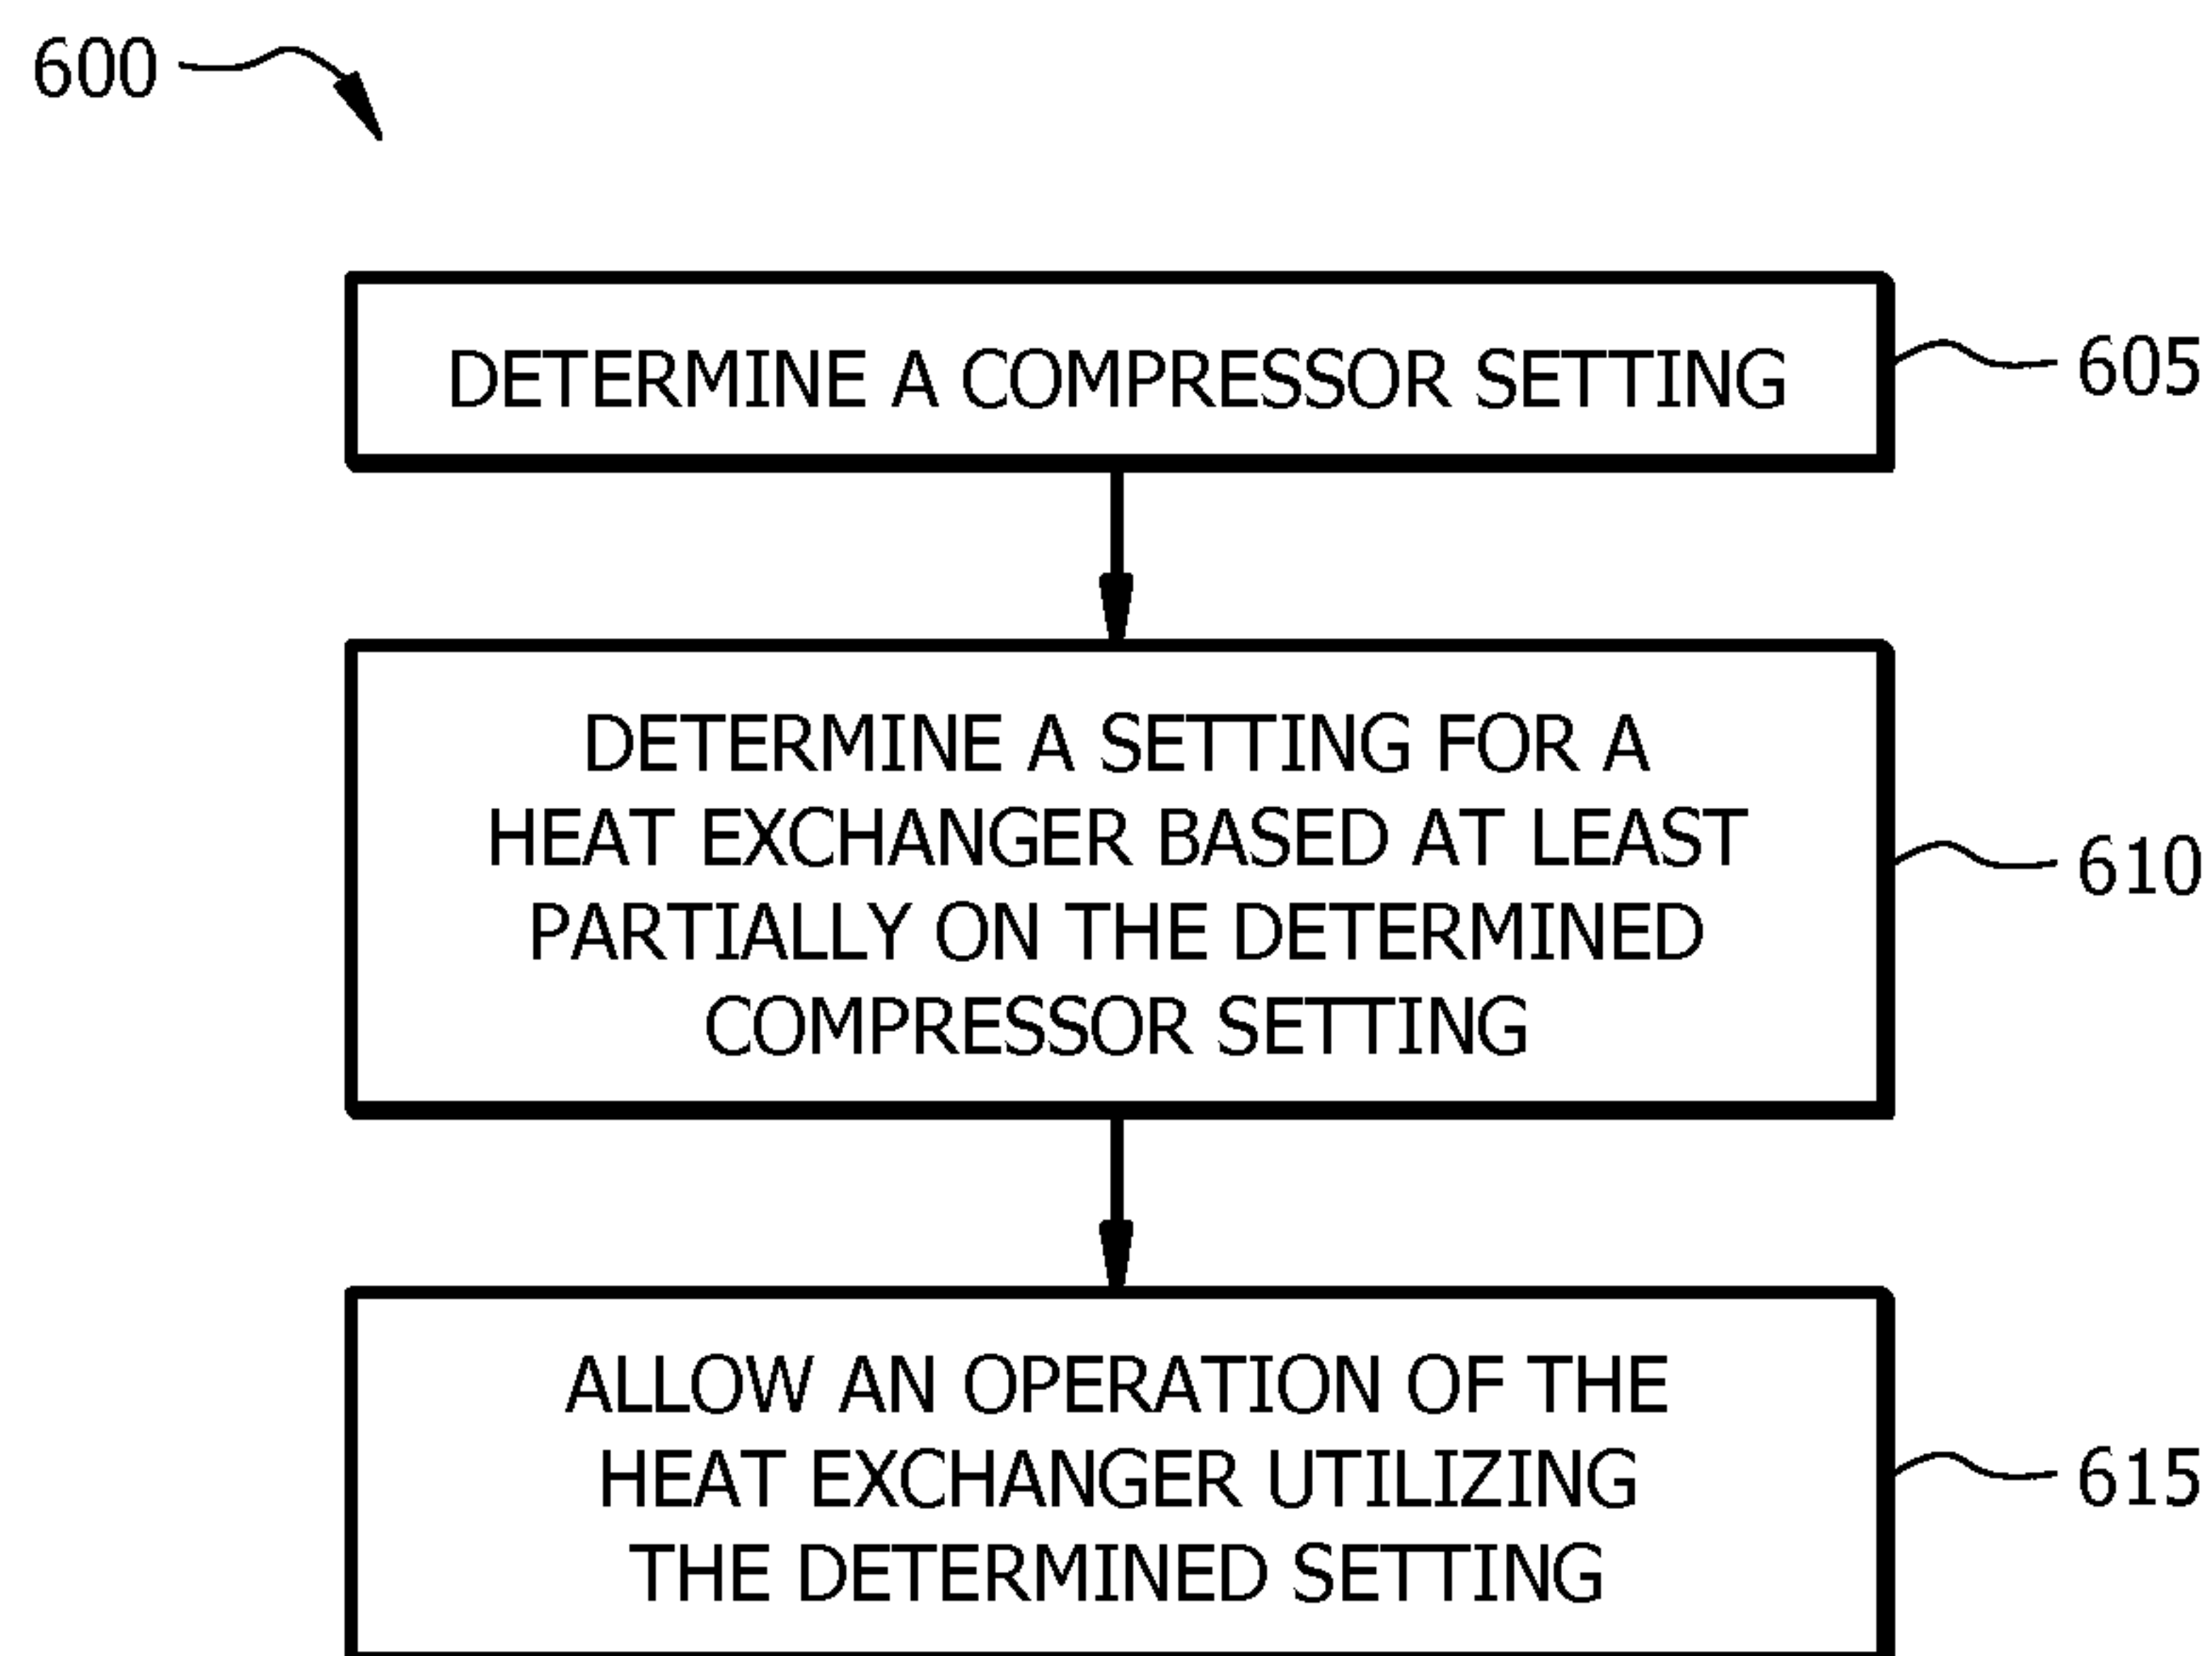 600
DETERMINE A COMPRESSOR SETTING
605
DETERMINE A SETTING FOR A
HEAT EXCHANGER BASED AT LEAST
PARTIALLY ON THE DETERMINED
COMPRESSOR SETTING
610
ALLOW AN OPERATION OF THE
HEAT EXCHANGER UTILIZING
THE DETERMINED SETTING
615